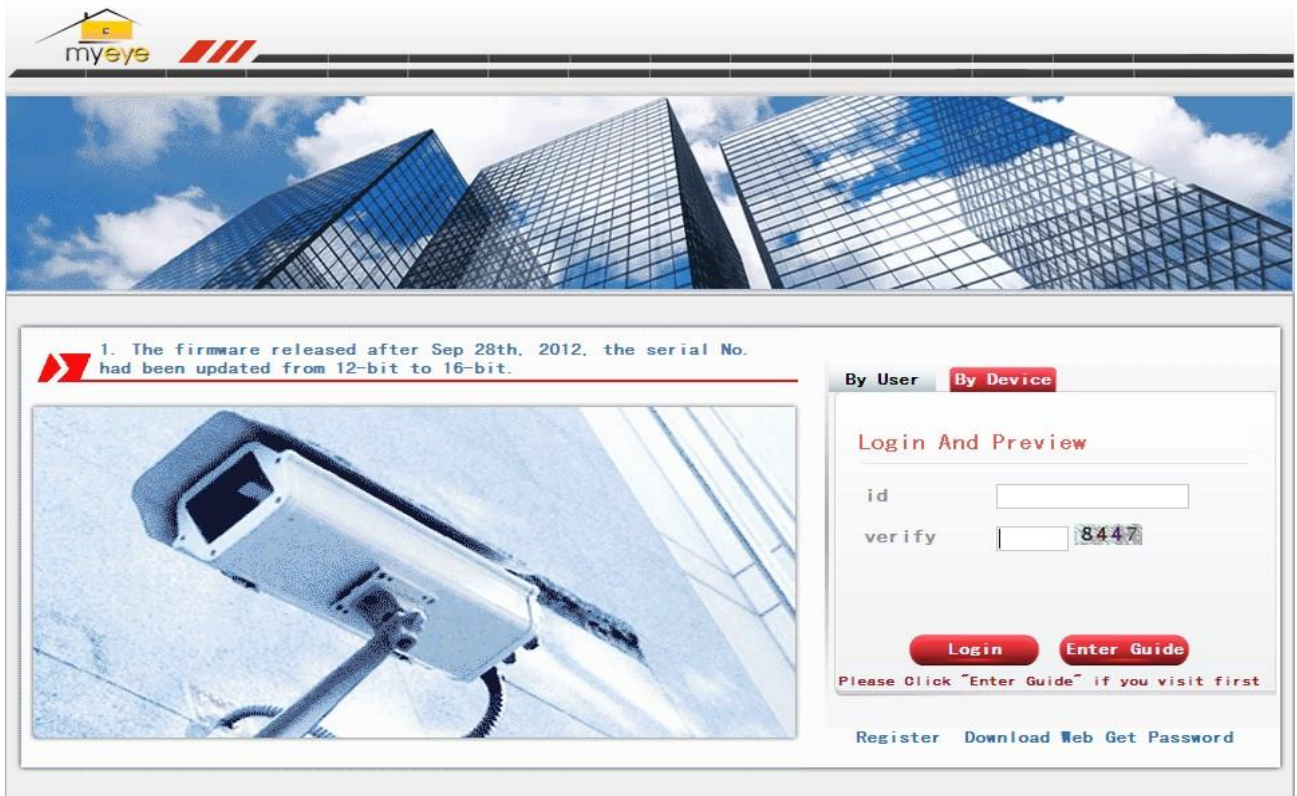 c
myeye
1. The firmware released after Sep 28th, 2012, the serial No.
had been updated from 12-bit to 16-bit.
By User By Device
Login And Preview
id
verify 8447
Login Enter Guide
Please Click "Enter Guide" if you visit first
Register Download Web Get Password